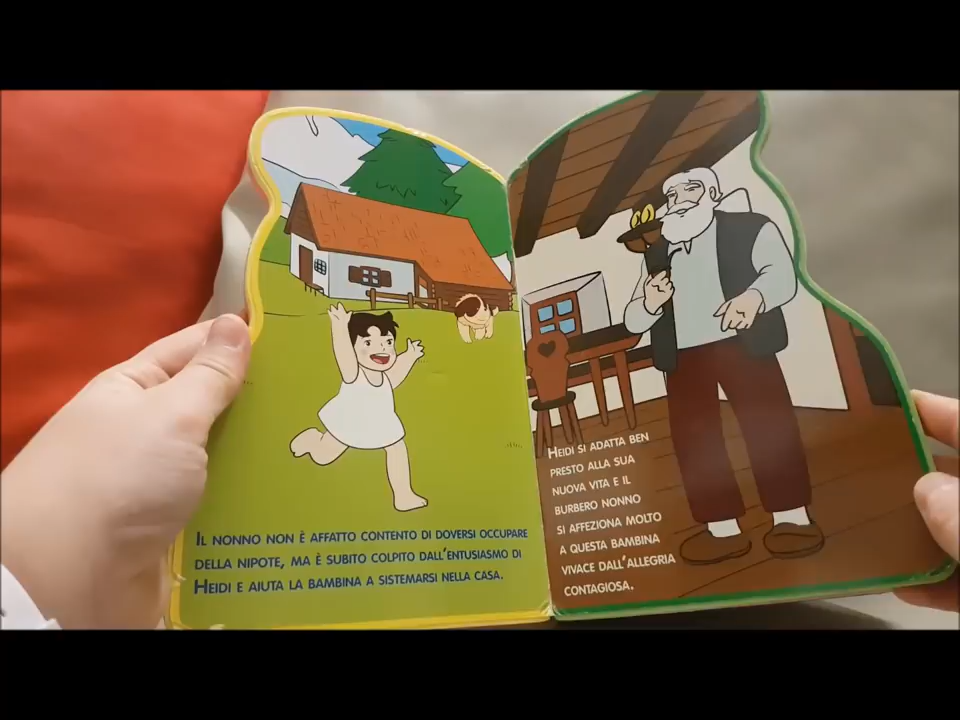 IL NONNO NON È AFFATTO CONTENTO DI DOVERSI OCCUPARE
DELLA NIPOTE, MA È SUBITO COLPITO DALL'ENTUSIASMO DI
HEIDI E AIUTA LA BAMBINA A SISTEMARSI NELLA CASA.
HEIDI SI ADATTA BEN
PRESTO ALLA SUA
NUOVA VITA E IL
BURBERO NONNO
SI AFFEZIONA MOLTO
A QUESTA BAMBINA
VIVACE DALL'ALLEGRIA
CONTAGIOSA.